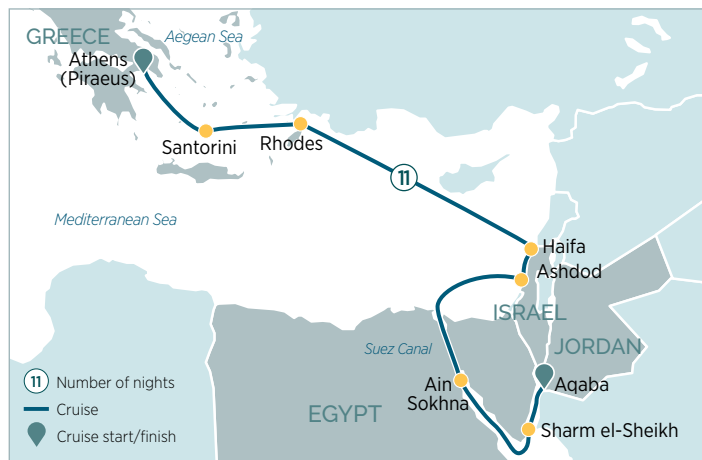 GREECE
Aegean Sea
Athens
(Piraeus)
Santorini
Rhodes
11
Mediterranean Sea
Haifa
Ashdod
ISRAEL
JORDAN
Suez Canal
Ain
Sokhna
Aqaba
EGYPT
Sharm el-Sheikh
11 Number of nights
Cruise
Cruise start/finish